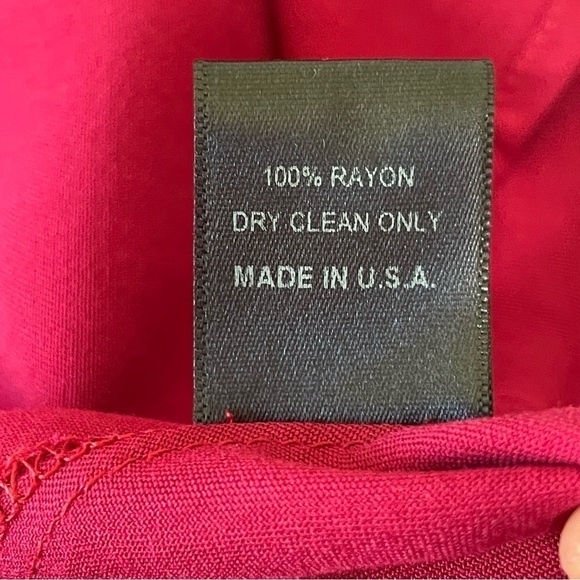 100% RAYON
DRY CLEAN ONLY
MADE IN U.S.A.